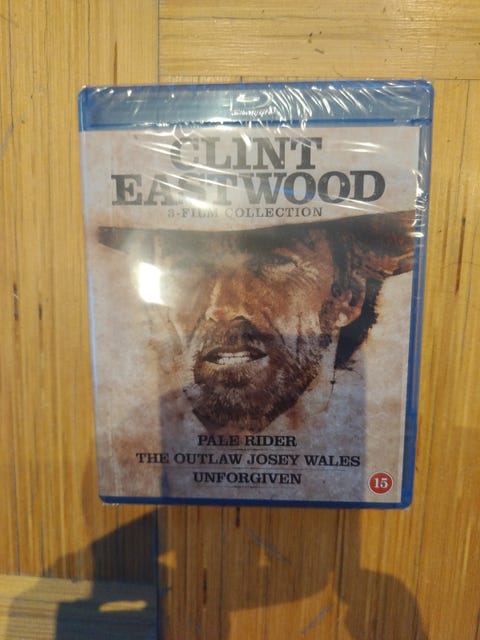 CLINT
EASTWOOD
3-FILM COLLECTION
PALE RIDER
THE OUTLAW JOSEY WALES
UNFORGIVEN
15